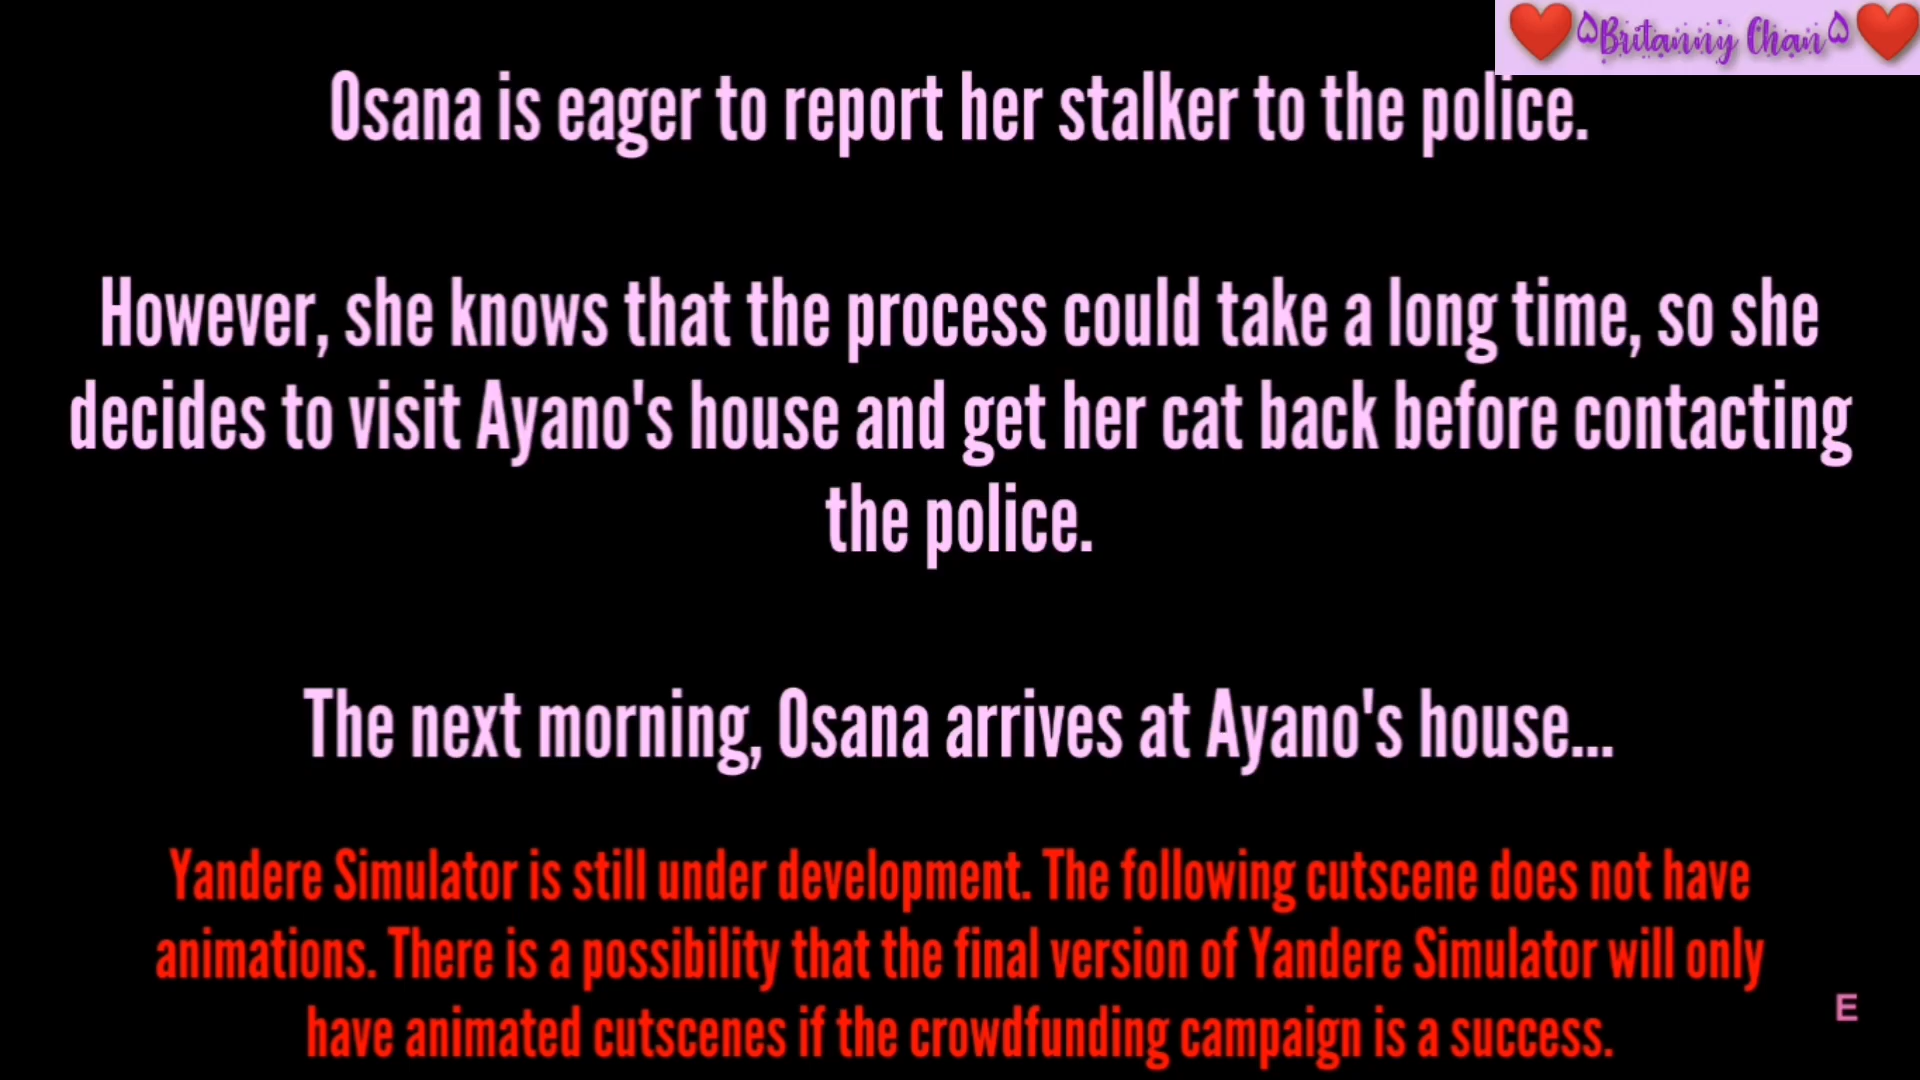 Britanny Chan
Osana is eager to report her stalker to the police.
However, she knows that the process could take a long time, so she
decides to visit Ayano's house and get her cat back before contacting
the police.
The next morning, Osana arrives at Ayano's house...
Yandere Simulator is still under development. The following cutscene does not have
animations. There is a possibility that the final version of Yandere Simulator will only
have animated cutscenes if the crowdfunding campaign is a success.
E